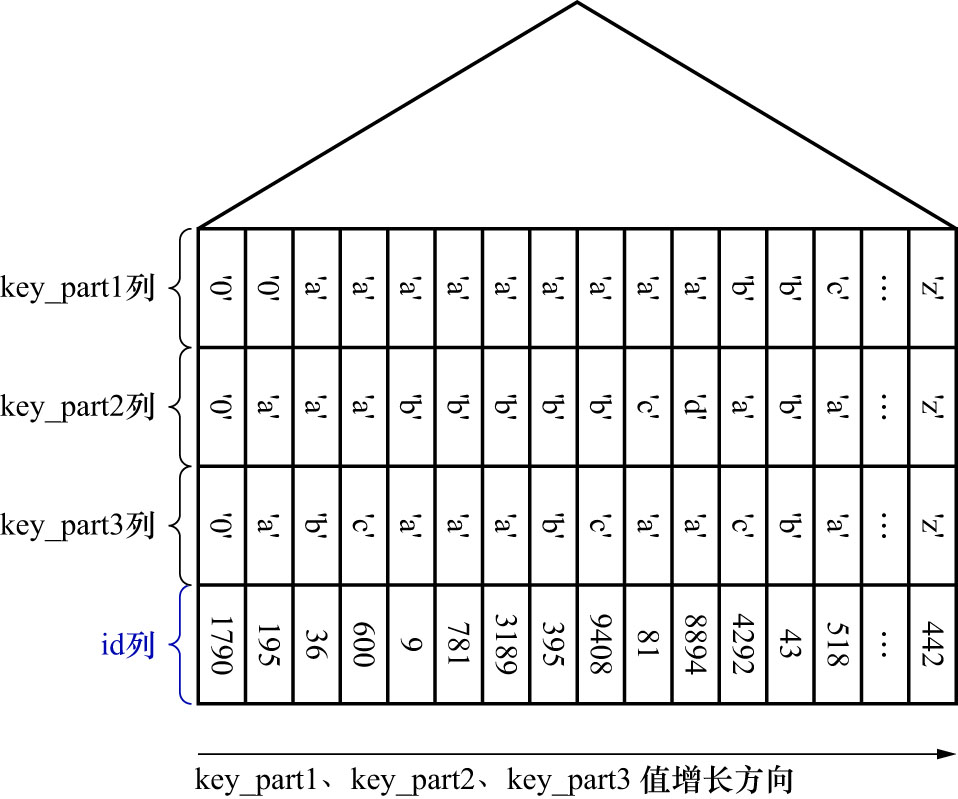 key_part1列 '0' '0' 'a' 'a' 'a' 'a' 'a' 'a' 'a' 'a' 'a' 'b' 'b' 'c' … 'z'
key_part2列 '0' 'a' 'a' 'a' 'b' 'b' 'b' 'b' 'b' 'c' 'd' 'a' 'b' 'a' … 'z'
key_part3列 '0' 'a' 'b' 'c' 'a' 'a' 'a' 'b' 'c' 'a' 'a' 'c' 'b' 'a' … 'z'
id列 1790 195 36 600 9 781 3189 395 9408 81 8894 4292 43 518 … 442
key_part1、key_part2、key_part3 值增长方向